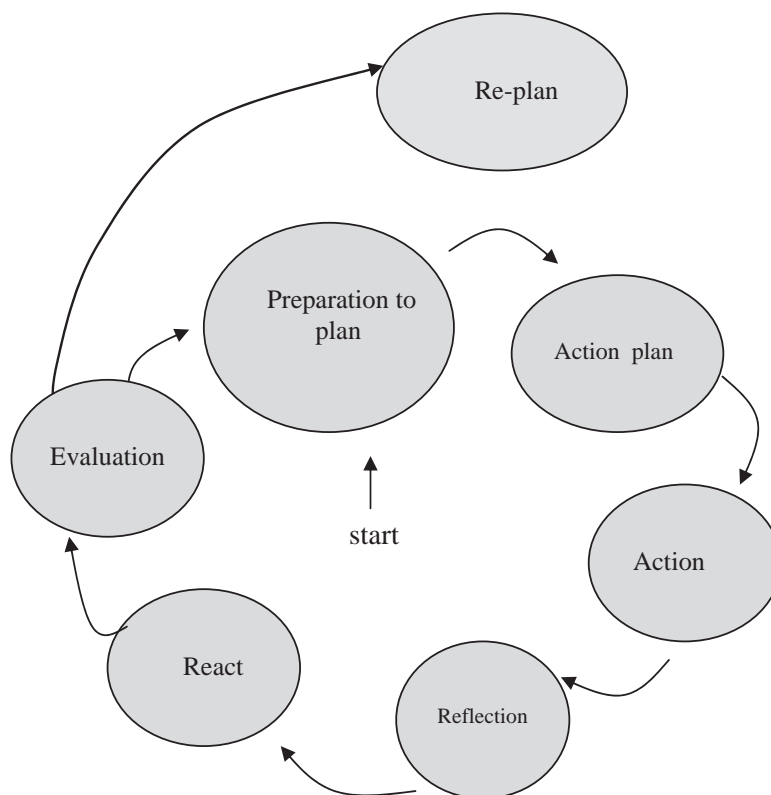 Re-plan
Preparation to
plan
Action plan
Evaluation
start
Action
React
Reflection